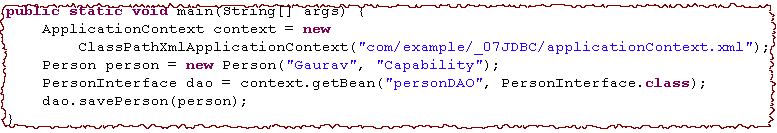 public static void main(String[] args) {
ApplicationContext context = new
ClassPathXmlApplicationContext("com/example/_07JDBC/applicationContext.xml");
Person person = new Person("Gaurav", "Capability");
PersonInterface dao = context.getBean("personDAO", PersonInterface.class);
dao.savePerson(person);
}